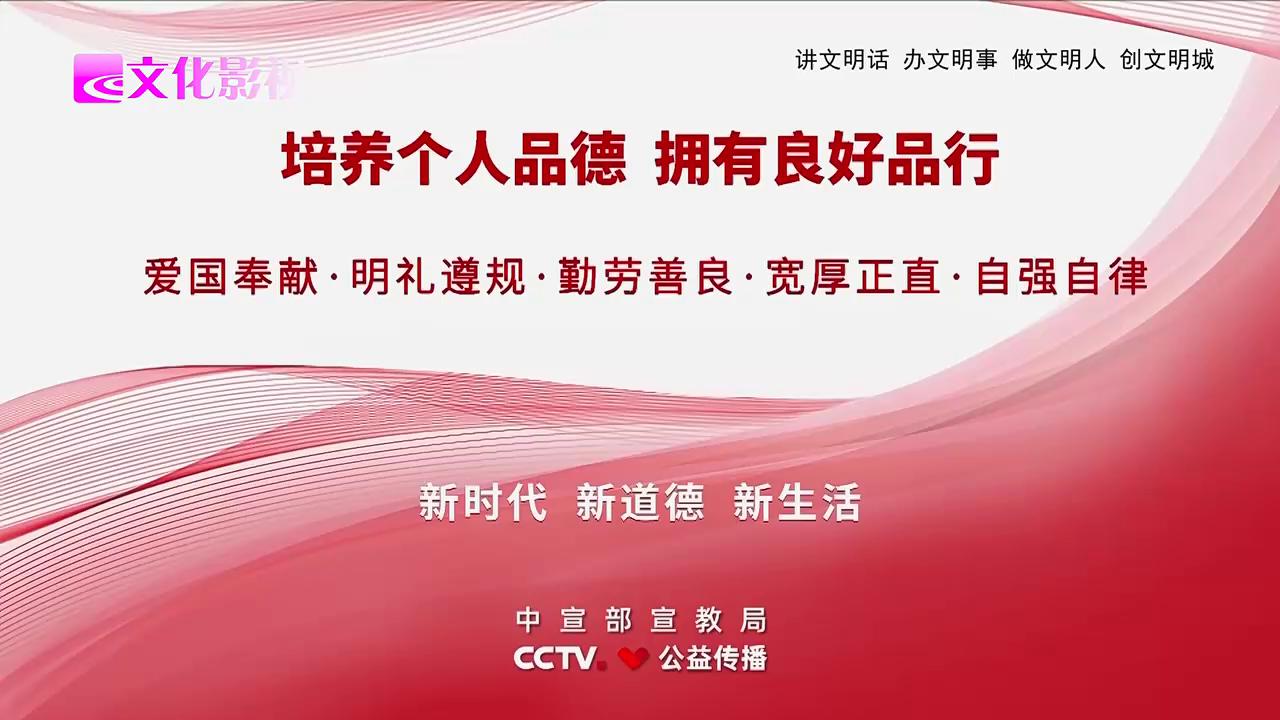 文化影视
讲文明话 办文明事 做文明人 创文明城
培养个人品德 拥有良好品行
爱国奉献·明礼遵规·勤劳善良·宽厚正直·自强自律
新时代 新道德 新生活
中宣部宣教局
CCTV. 公益传播